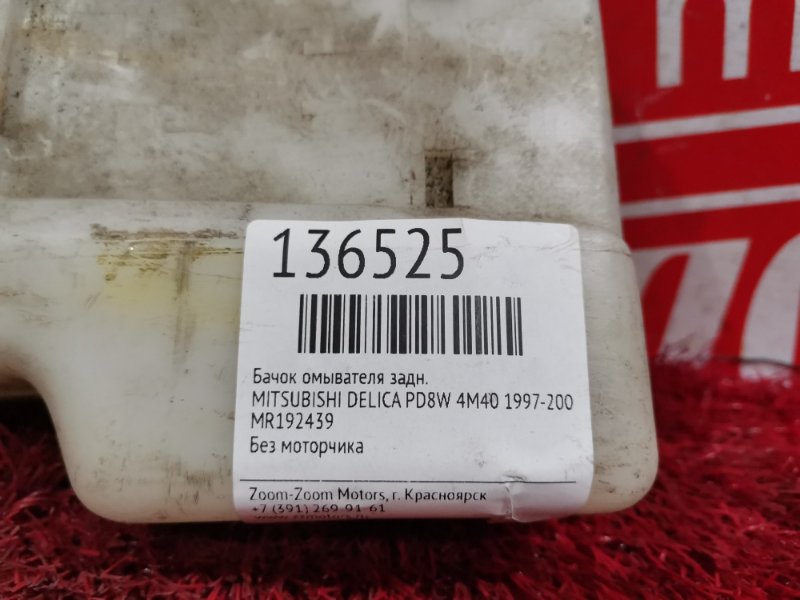 136525
Бачок омывателя задн.
MITSUBISHI DELICA PD8W 4M40 1997-200
MR192439
Без моторчика
Zoom-Zoom Motors, г. Красноярск
+7 (391) 269-91-61